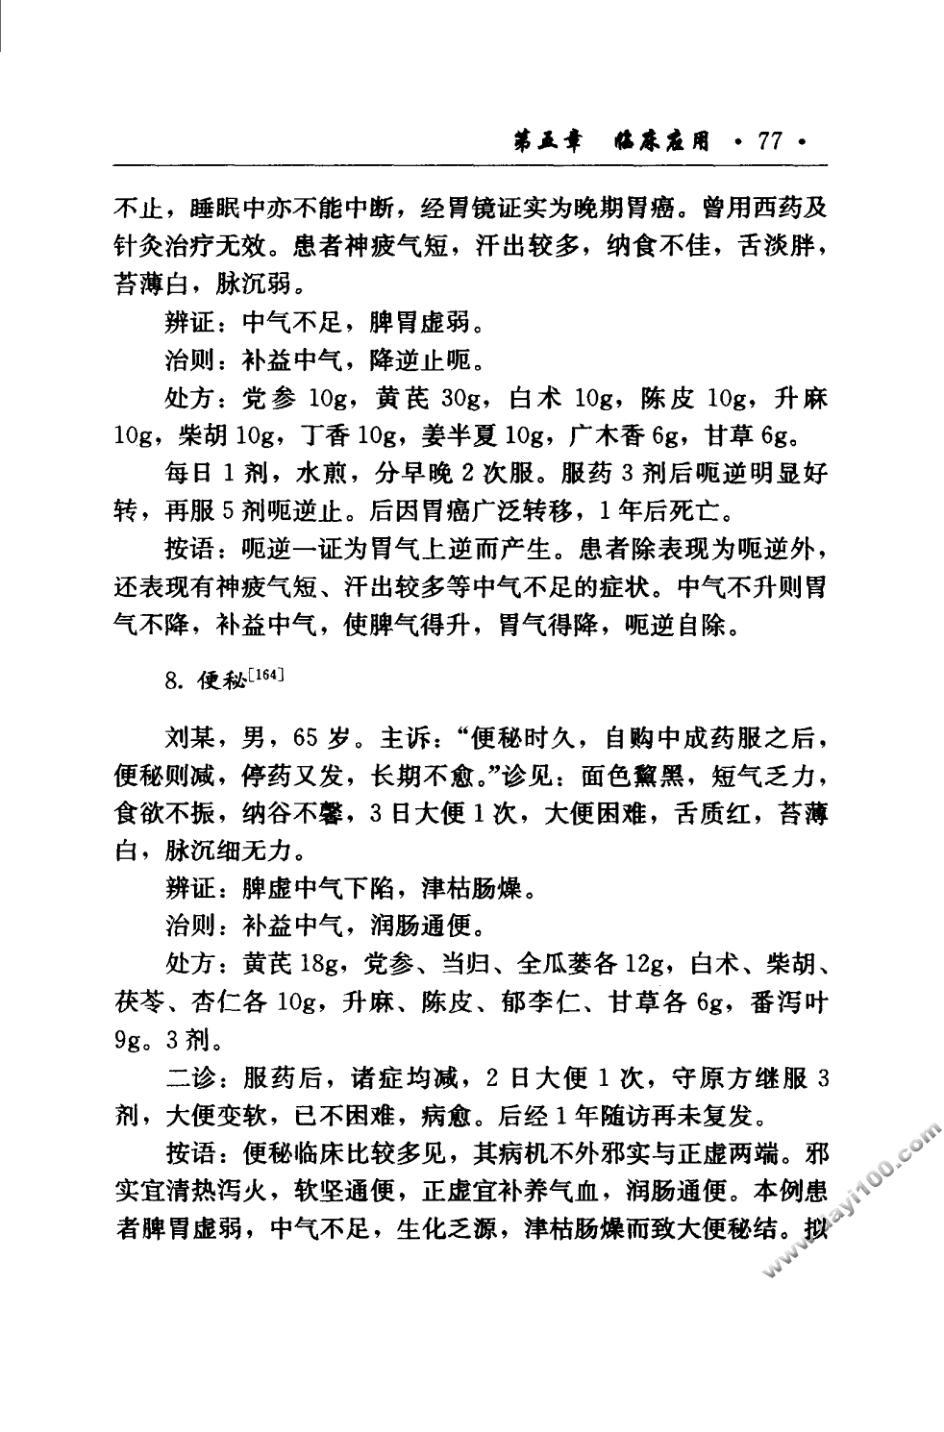 第五章　临床应用 · 77 ·
不止，睡眠中亦不能中断，经胃镜证实为晚期胃癌。曾用西药及
针灸治疗无效。患者神疲气短，汗出较多，纳食不佳，舌淡胖，
苔薄白，脉沉弱。
辨证：中气不足，脾胃虚弱。
治则：补益中气，降逆止呃。
处方：党参 10g，黄芪 30g，白术 10g，陈皮 10g，升麻
10g，柴胡 10g，丁香 10g，姜半夏 10g，广木香 6g，甘草 6g。
每日 1 剂，水煎，分早晚 2 次服。服药 3 剂后呃逆明显好
转，再服 5 剂呃逆止。后因胃癌广泛转移，1 年后死亡。
按语：呃逆一证为胃气上逆而产生。患者除表现为呃逆外，
还表现有神疲气短、汗出较多等中气不足的症状。中气不升则胃
气不降，补益中气，使脾气得升，胃气得降，呃逆自除。
8. 便秘[164]
刘某，男，65 岁。主诉：“便秘时久，自购中成药服之后，
便秘则减，停药又发，长期不愈。”诊见：面色黧黑，短气乏力，
食欲不振，纳谷不馨，3 日大便 1 次，大便困难，舌质红，苔薄
白，脉沉细无力。
辨证：脾虚中气下陷，津枯肠燥。
治则：补益中气，润肠通便。
处方：黄芪 18g，党参、当归、全瓜蒌各 12g，白术、柴胡、
茯苓、杏仁各 10g，升麻、陈皮、郁李仁、甘草各 6g，番泻叶
9g。3 剂。
二诊：服药后，诸症均减，2 日大便 1 次，守原方继服 3
剂，大便变软，已不困难，病愈。后经 1 年随访再未复发。
按语：便秘临床比较多见，其病机不外邪实与正虚两端。邪
实宜清热泻火，软坚通便，正虚宜补养气血，润肠通便。本例患
者脾胃虚弱，中气不足，生化乏源，津枯肠燥而致大便秘结。拟
www.dayi100.com